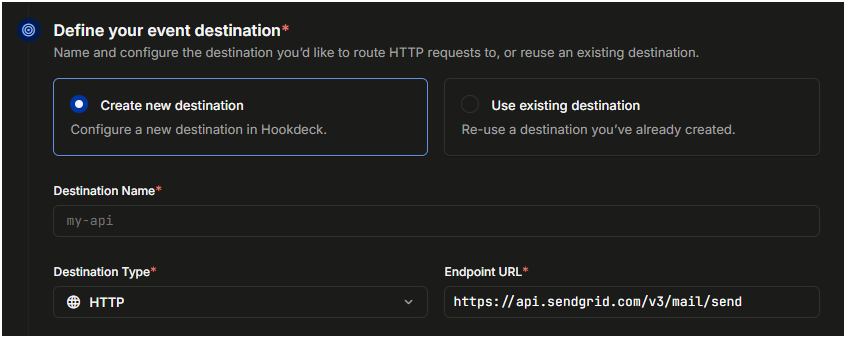 Define your event destination*
Name and configure the destination you'd like to route HTTP requests to, or reuse an existing destination.
Create new destination
Configure a new destination in Hookdeck.
Use existing destination
Re-use a destination you've already created.
Destination Name*
my-api
Destination Type*
HTTP
Endpoint URL*
https://api.sendgrid.com/v3/mail/send